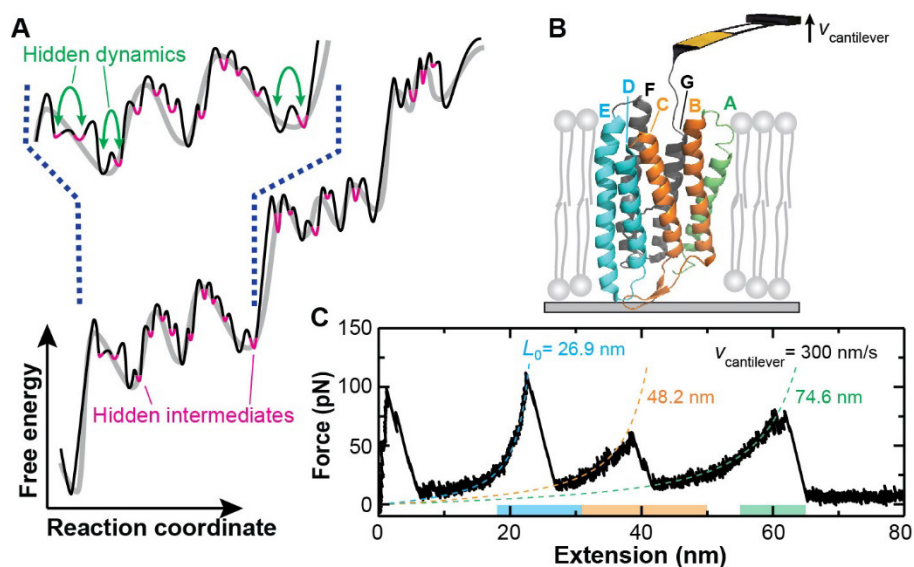 A
Hidden dynamics
Hidden intermediates
Free energy
Reaction coordinate
B
Vcantilever
E
D
F
C
G
B
A
C
150
100
50
0
Force (pN)
L0= 26.9 nm
48.2 nm
Vcantilever= 300 nm/s
74.6 nm
0
20
40
60
80
Extension (nm)